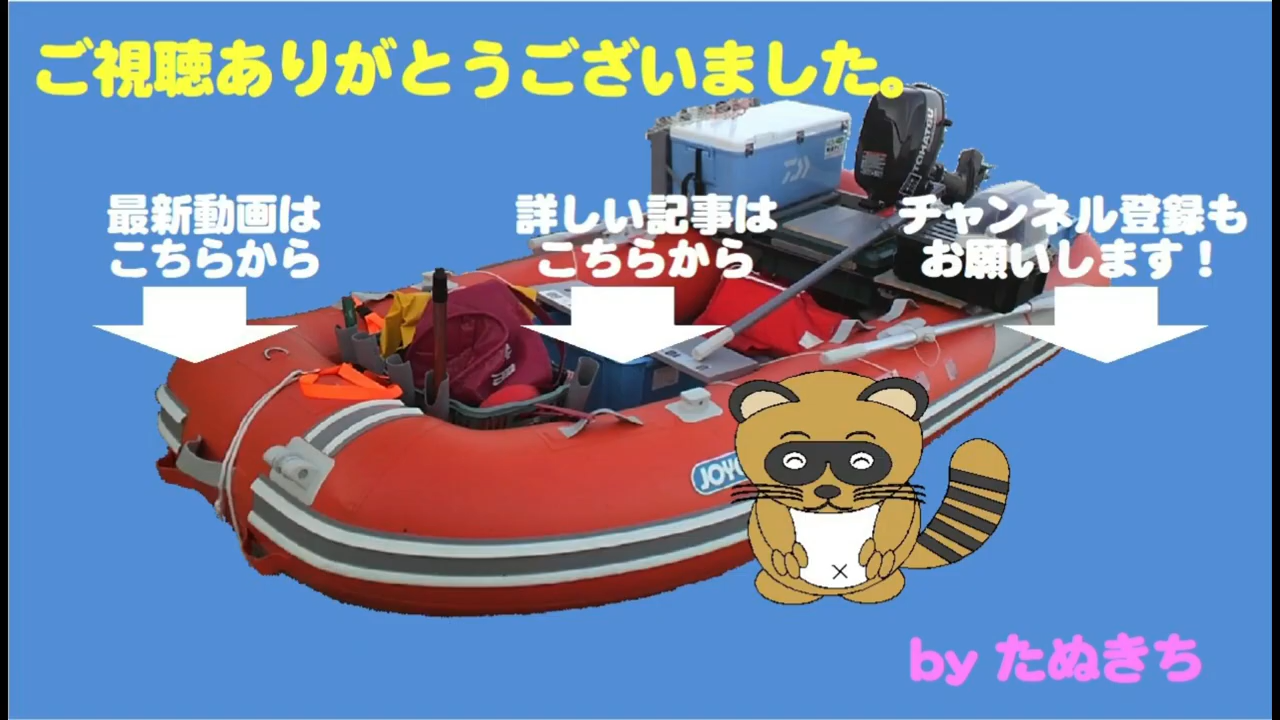 ご視聴ありがとうございました。
最新動画は
こちらから
詳しい記事は
こちらから
チャンネル登録も
お願いします！
TOHATSU
JOYC
by たぬきち